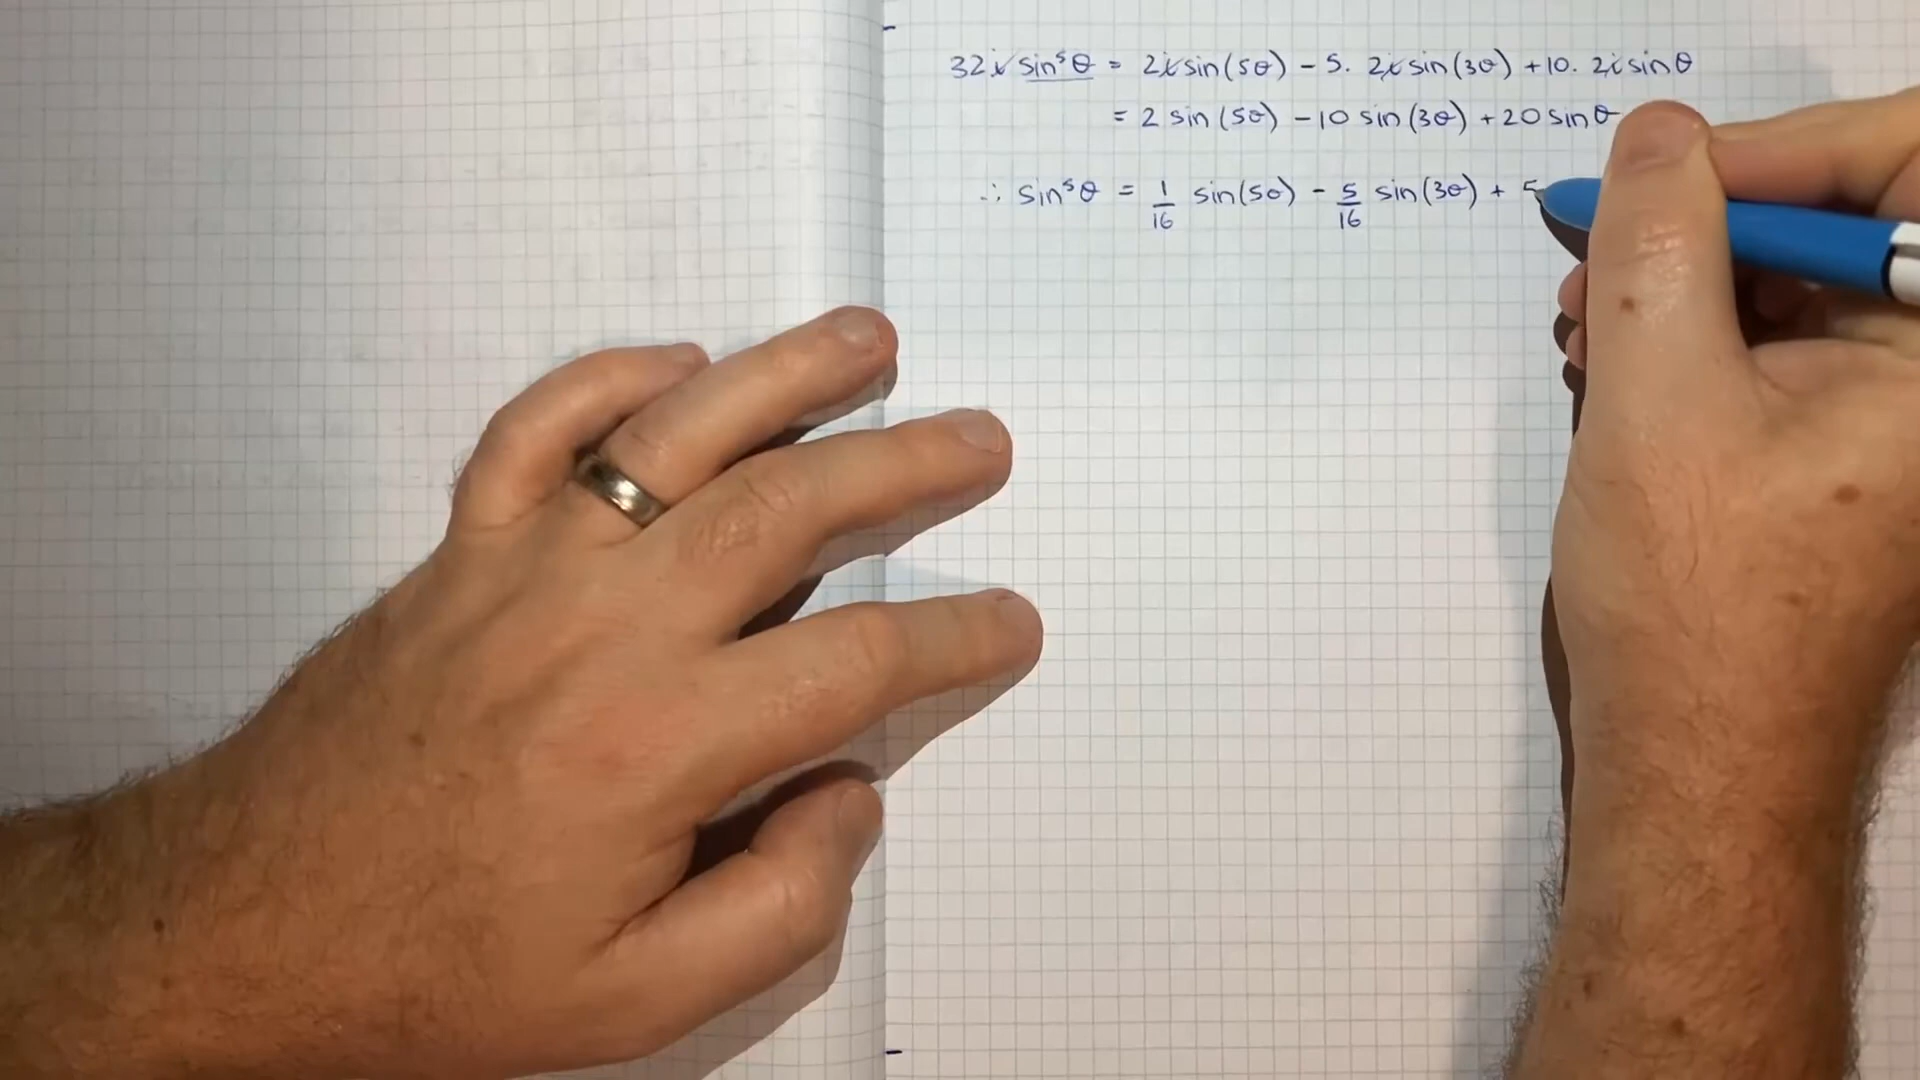 32i sin⁵θ = 2i sin(5θ) - 5. 2i sin(3θ) + 10. 2i sinθ
= 2 sin(5θ) - 10 sin(3θ) + 20 sinθ
∴ sin⁵θ = 1/16 sin(5θ) - 5/16 sin(3θ) + 5